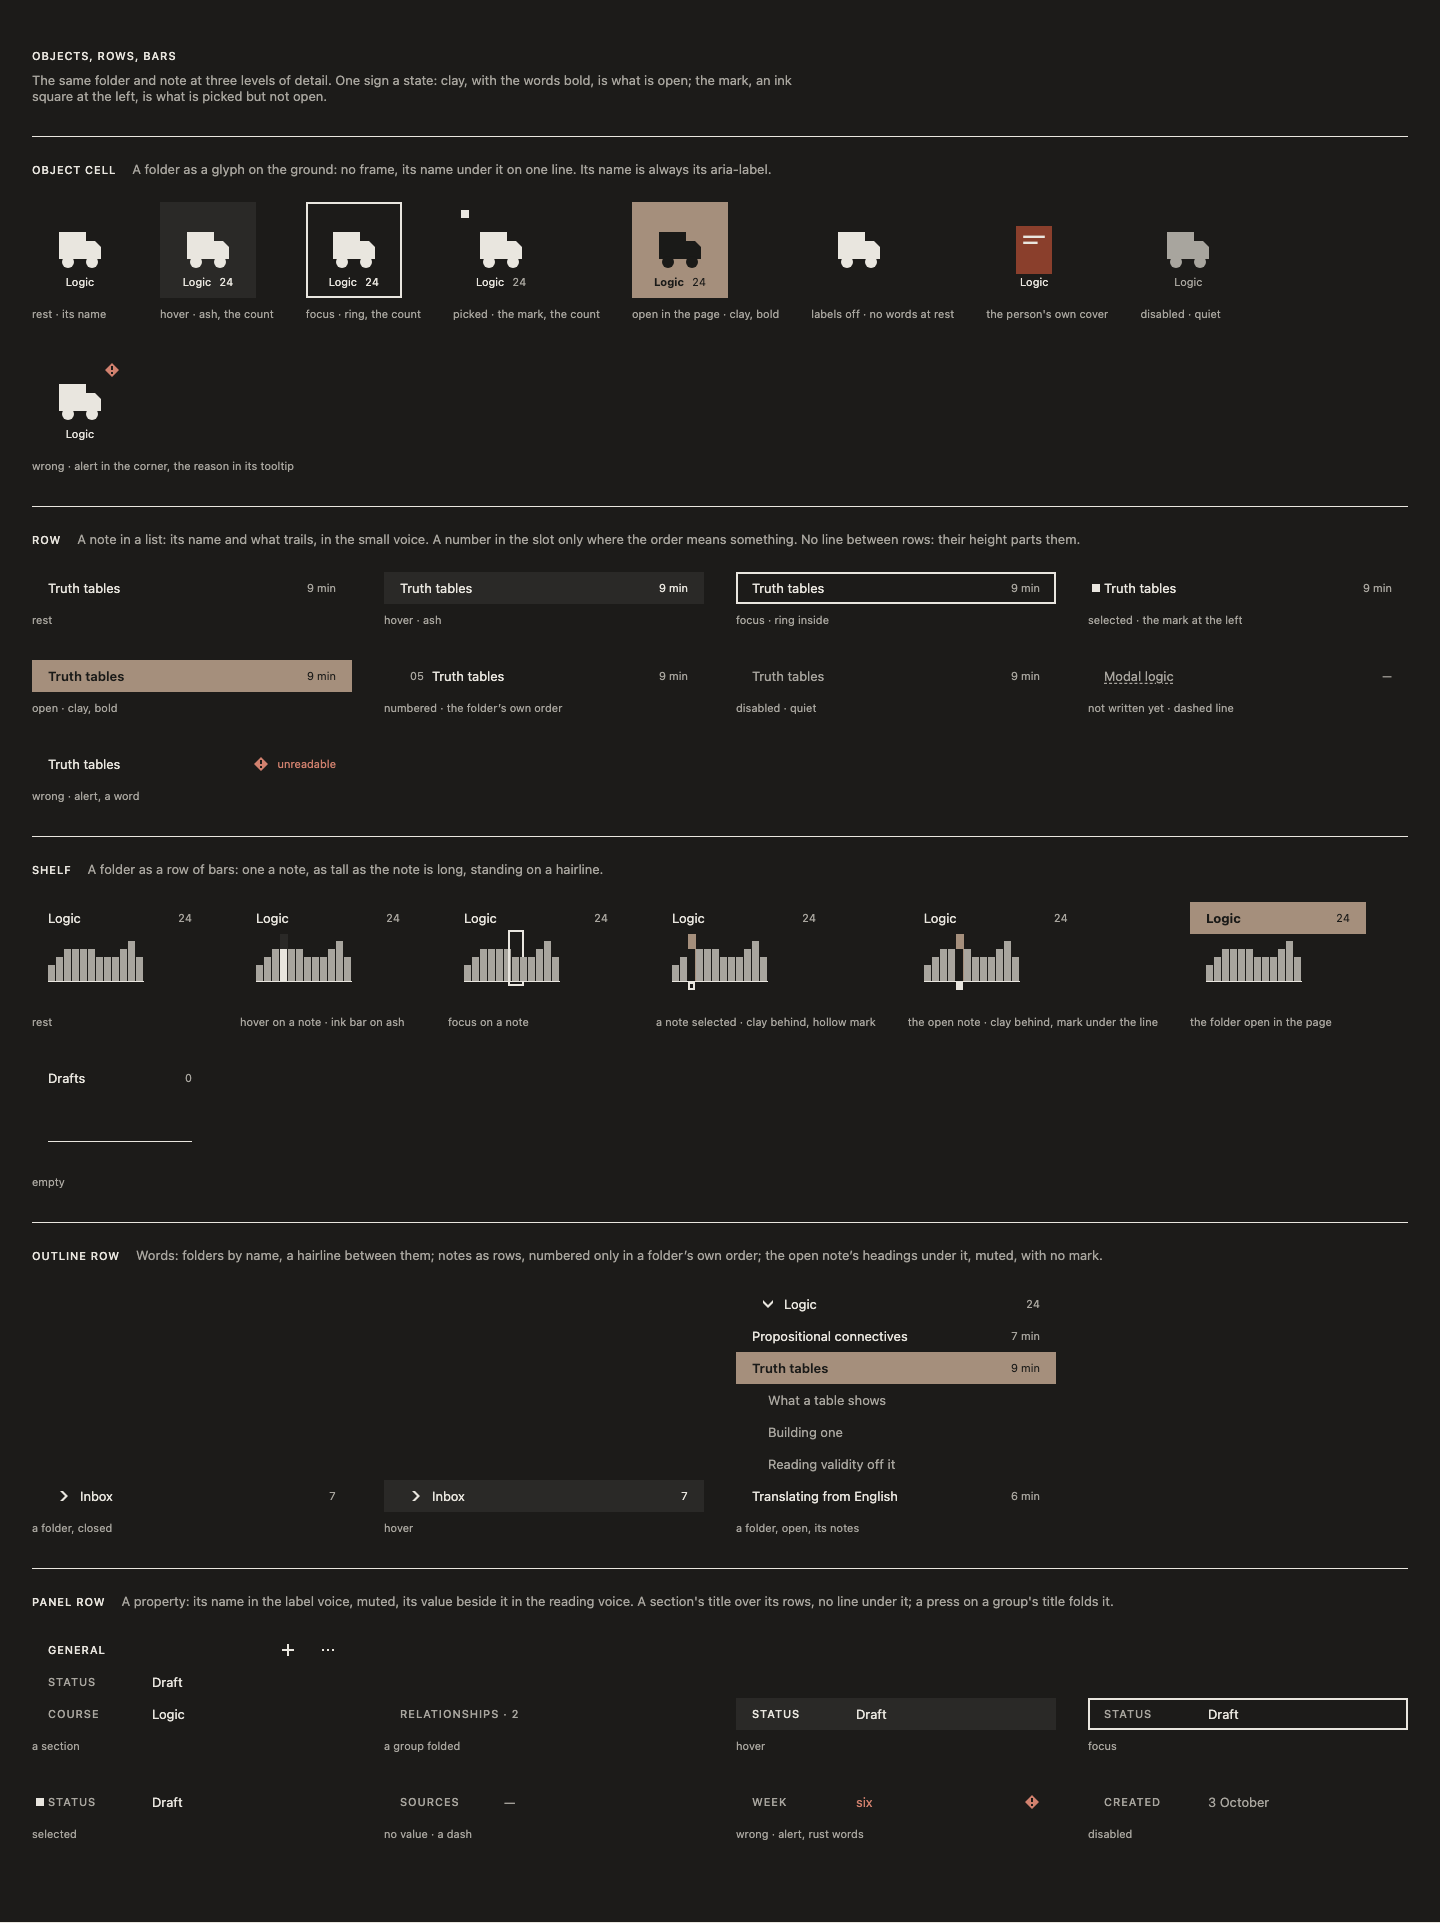 OBJECTS, ROWS, BARS
The same folder and note at three levels of detail. One sign a state: clay, with the words bold, is what is open; the mark, an ink
square at the left, is what is picked but not open.
OBJECT CELL A folder as a glyph on the ground: no frame, its name under it on one line. Its name is always its aria-label.
Logic
Logic 24
Logic 24
Logic 24
Logic 24
Logic
Logic
rest · its name
hover · ash, the count
focus · ring, the count
picked · the mark, the count
open in the page · clay, bold
labels off · no words at rest
the person's own cover
disabled · quiet
Logic
wrong · alert in the corner, the reason in its tooltip
ROW A note in a list: its name and what trails, in the small voice. A number in the slot only where the order means something. No line between rows: their height parts them.
Truth tables 9 min
Truth tables 9 min
Truth tables 9 min
Truth tables 9 min
rest
hover · ash
focus · ring inside
selected · the mark at the left
Truth tables 9 min
05 Truth tables 9 min
Truth tables 9 min
Modal logic —
open · clay, bold
numbered · the folder’s own order
disabled · quiet
not written yet · dashed line
Truth tables unreadable
wrong · alert, a word
SHELF A folder as a row of bars: one a note, as tall as the note is long, standing on a hairline.
Logic 24
Logic 24
Logic 24
Logic 24
Logic 24
Logic 24
rest
hover on a note · ink bar on ash
focus on a note
a note selected · clay behind, hollow mark
the open note · clay behind, mark under the line
the folder open in the page
Drafts 0
empty
OUTLINE ROW Words: folders by name, a hairline between them; notes as rows, numbered only in a folder’s own order; the open note’s headings under it, muted, with no mark.
Logic 24
Propositional connectives 7 min
Truth tables 9 min
What a table shows
Building one
Reading validity off it
Inbox 7
Inbox 7
Translating from English 6 min
a folder, closed
hover
a folder, open, its notes
PANEL ROW A property: its name in the label voice, muted, its value beside it in the reading voice. A section's title over its rows, no line under it; a press on a group's title folds it.
GENERAL
STATUS Draft
COURSE Logic
RELATIONSHIPS · 2
STATUS Draft
STATUS Draft
a section
a group folded
hover
focus
STATUS Draft
SOURCES —
WEEK six
CREATED 3 October
selected
no value · a dash
wrong · alert, rust words
disabled